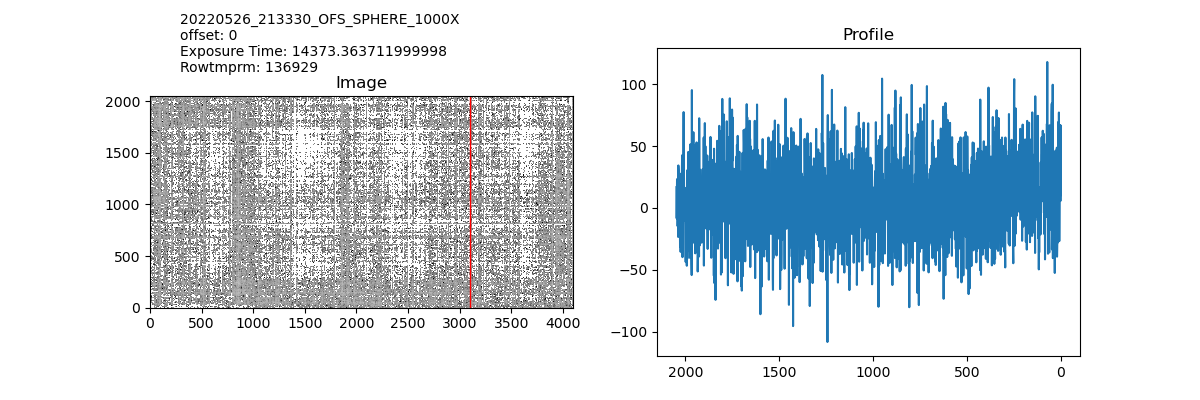 20220526_213330_OFS_SPHERE_1000X
offset: 0
Exposure Time: 14373.363711999998
Rowtmprm: 136929
Image
2000
1500
1000
500
0
0 500 1000 1500 2000 2500 3000 3500 4000
Profile
100
50
0
−50
−100
2000 1500 1000 500 0